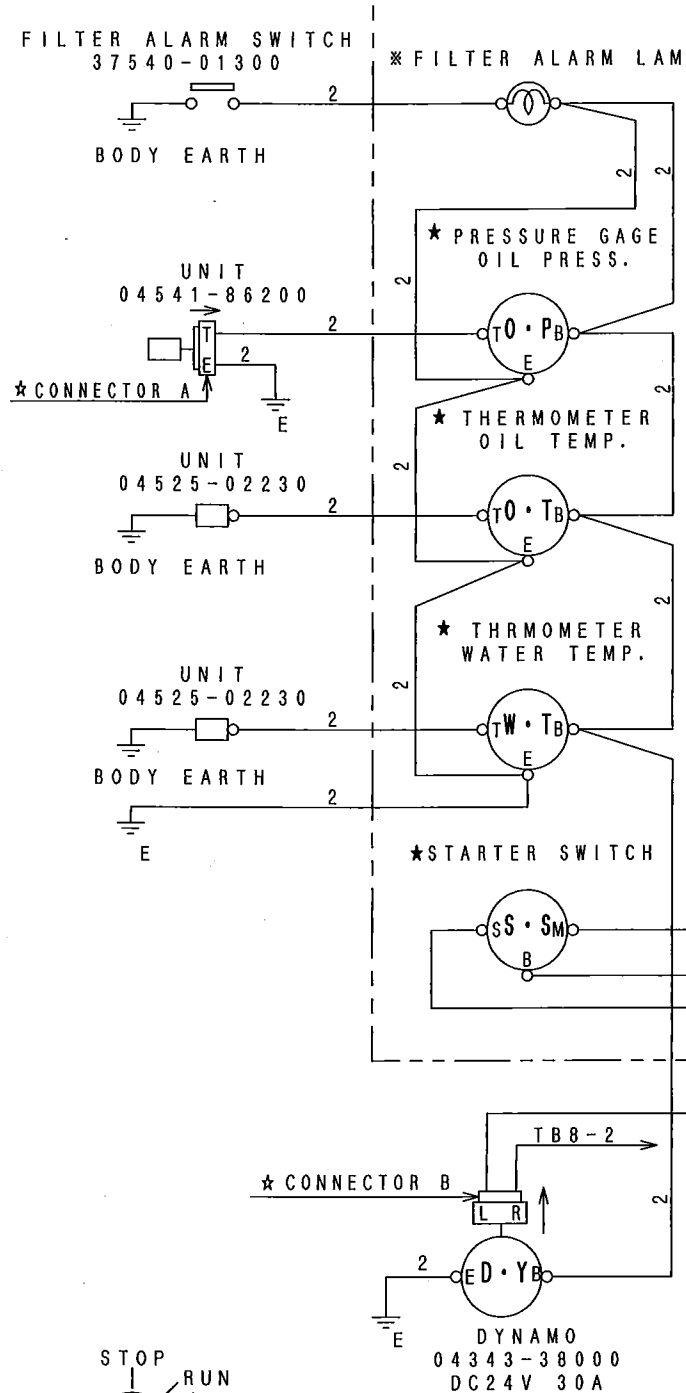 FILTER ALARM SWITCH
37540-01300
※FILTER ALARM LAM
2
BODY EARTH
2
2
★PRESSURE GAGE
OIL PRESS.
UNIT
04541-86200
2
T
2
T O・P B
E
2
E
☆CONNECTOR A
E
2
★THERMOMETER
OIL TEMP.
UNIT
04525-02230
2
2
T O・T B
E
BODY EARTH
2
★THRMOMETER
WATER TEMP.
UNIT
04525-02230
2
2
T W・T B
E
BODY EARTH
2
E
★STARTER SWITCH
S S・S M
B
TB8-2
☆CONNECTOR B
L R
2
2
E D・Y B
E
DYNAMO
04343-38000
DC24V 30A
STOP
RUN